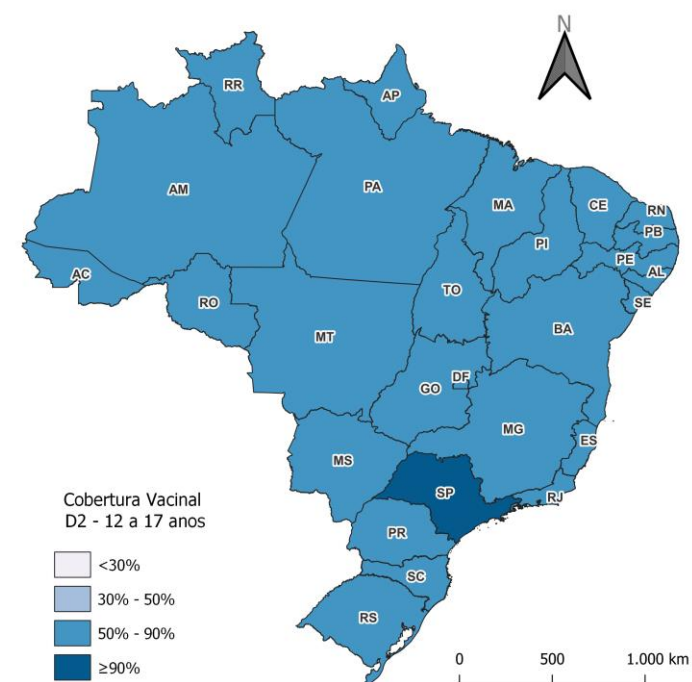 N
RR
AP
AM
PA
MA
CE
RN
PB
PI
PE
AL
AC
SE
RO
TO
BA
MT
DF
GO
MG
ES
MS
SP
RJ
PR
SC
RS
Cobertura Vacinal
D2 - 12 a 17 anos
<30%
30% - 50%
50% - 90%
≥90%
0 500 1.000 km